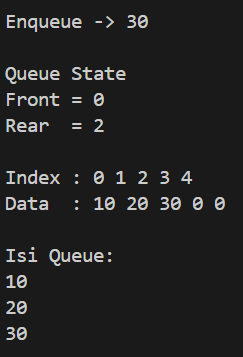 Enqueue -> 30
Queue State
Front = 0
Rear  = 2
Index : 0 1 2 3 4
Data  : 10 20 30 0 0
Isi Queue:
10
20
30